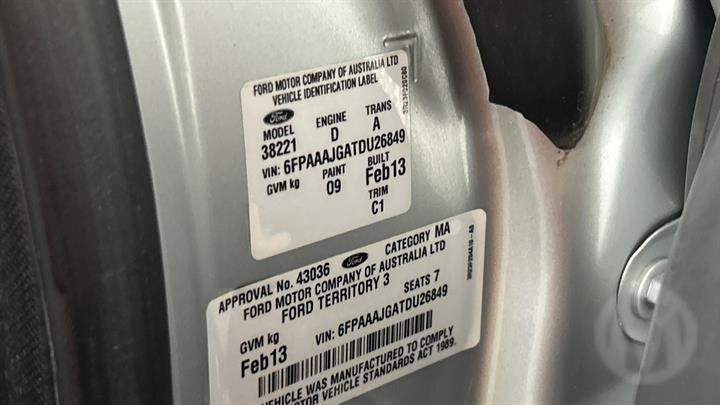 FORD MOTOR COMPANY OF AUSTRALIA LTD
VEHICLE IDENTIFICATION LABEL
Ford
MODEL ENGINE TRANS
38221 D A
VIN: 6FPAAAJGATDU26849
GVM kg PAINT BUILT
09 Feb13
TRIM
C1
APPROVAL No. 43036 Ford CATEGORY MA
FORD MOTOR COMPANY OF AUSTRALIA LTD
FORD TERRITORY 3
GVM kg SEATS 7
Feb13 VIN: 6FPAAAJGATDU26849
VEHICLE WAS MANUFACTURED TO COMPLY
MOTOR VEHICLE STANDARDS ACT 1989.